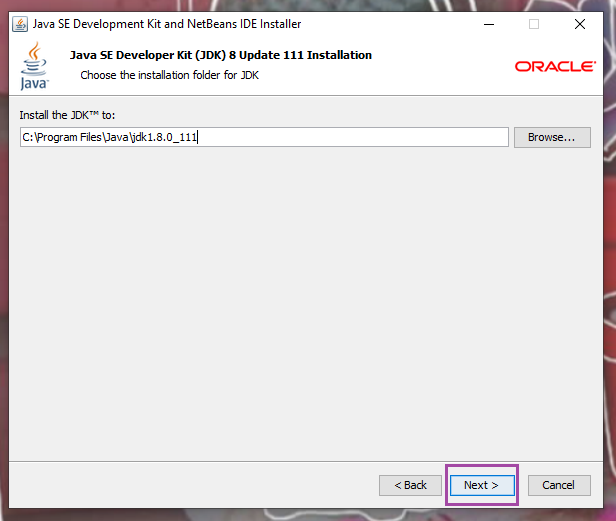 Java SE Development Kit and NetBeans IDE Installer
Java SE Developer Kit (JDK) 8 Update 111 Installation
Choose the installation folder for JDK
Java™
ORACLE®
Install the JDK™ to:
C:\Program Files\Java\jdk1.8.0_111
Browse...
< Back
Next >
Cancel